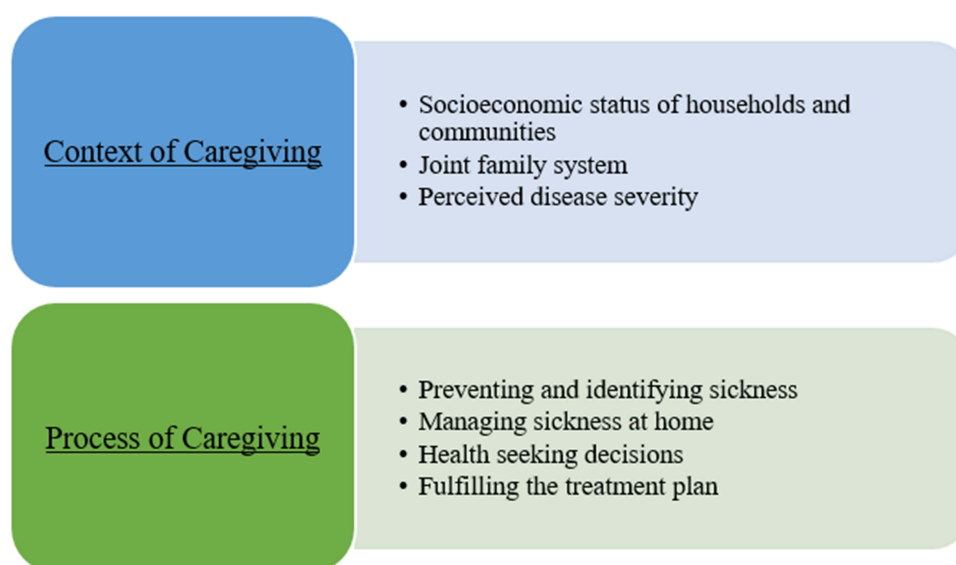 Context of Caregiving
• Socioeconomic status of households and
communities
• Joint family system
• Perceived disease severity
Process of Caregiving
• Preventing and identifying sickness
• Managing sickness at home
• Health seeking decisions
• Fulfilling the treatment plan